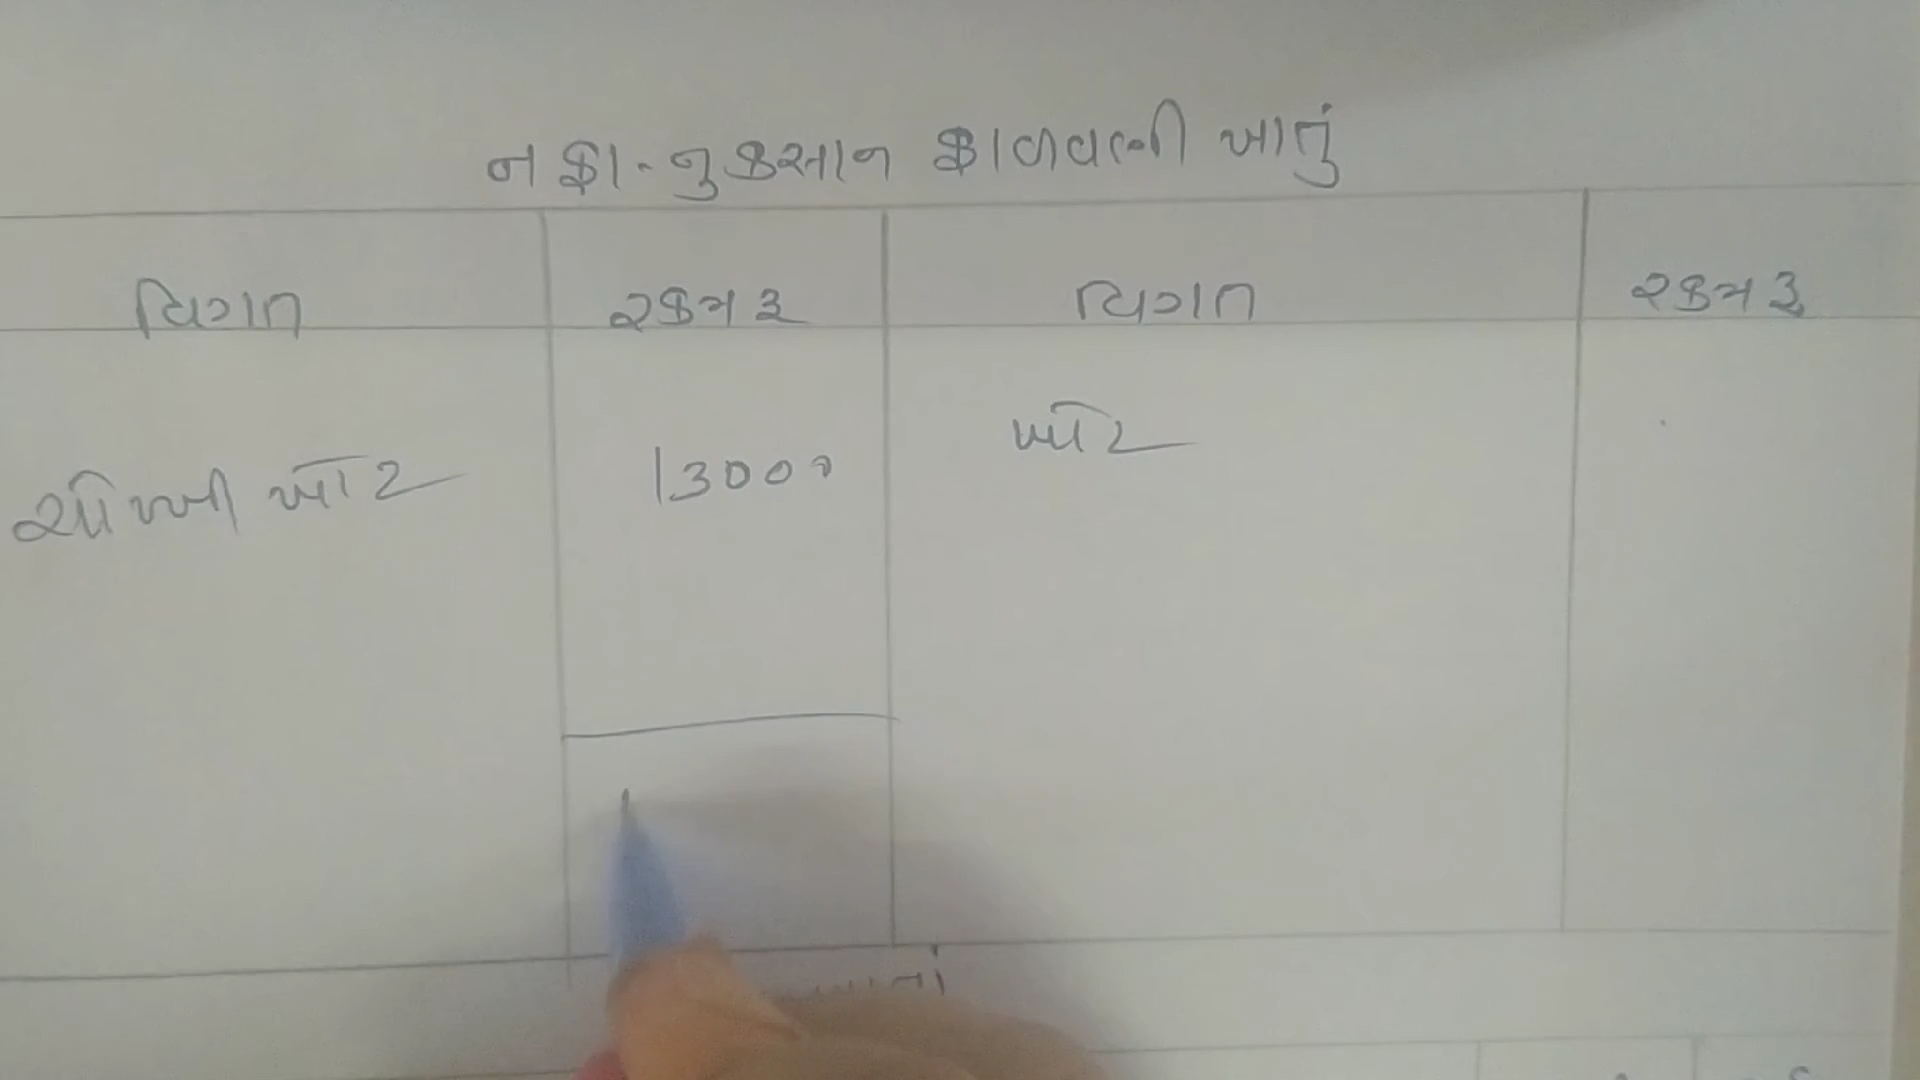 નફા-નુકસાન ફાળવણી ખાતું
વિગત રકમ રૂ વિગત રકમ રૂ
ચોખ્ખી ખોટ 13000 ખોટ